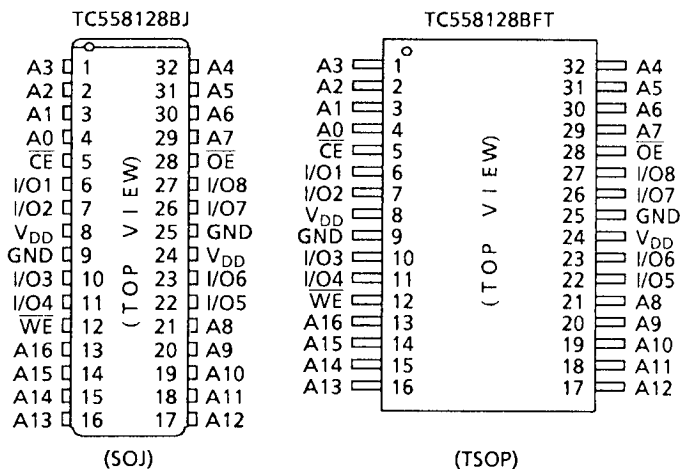 TC558128BJ TC558128BFT
A3 1 32 A4 A3 1 32 A4
A2 2 31 A5 A2 2 31 A5
A1 3 30 A6 A1 3 30 A6
A0 4 29 A7 A0 4 29 A7
C̅E̅ 5 28 O̅E̅ C̅E̅ 5 28 O̅E̅
I/O1 6 27 I/O8 I/O1 6 27 I/O8
I/O2 7 26 I/O7 I/O2 7 26 I/O7
VDD 8 25 GND VDD 8 25 GND
GND 9 24 VDD GND 9 24 VDD
I/O3 10 23 I/O6 I/O3 10 23 I/O6
I/O4 11 22 I/O5 I/O4 11 22 I/O5
W̅E̅ 12 21 A8 W̅E̅ 12 21 A8
A16 13 20 A9 A16 13 20 A9
A15 14 19 A10 A15 14 19 A10
A14 15 18 A11 A14 15 18 A11
A13 16 17 A12 A13 16 17 A12
(TOP VIEW) (TOP VIEW)
(SOJ) (TSOP)